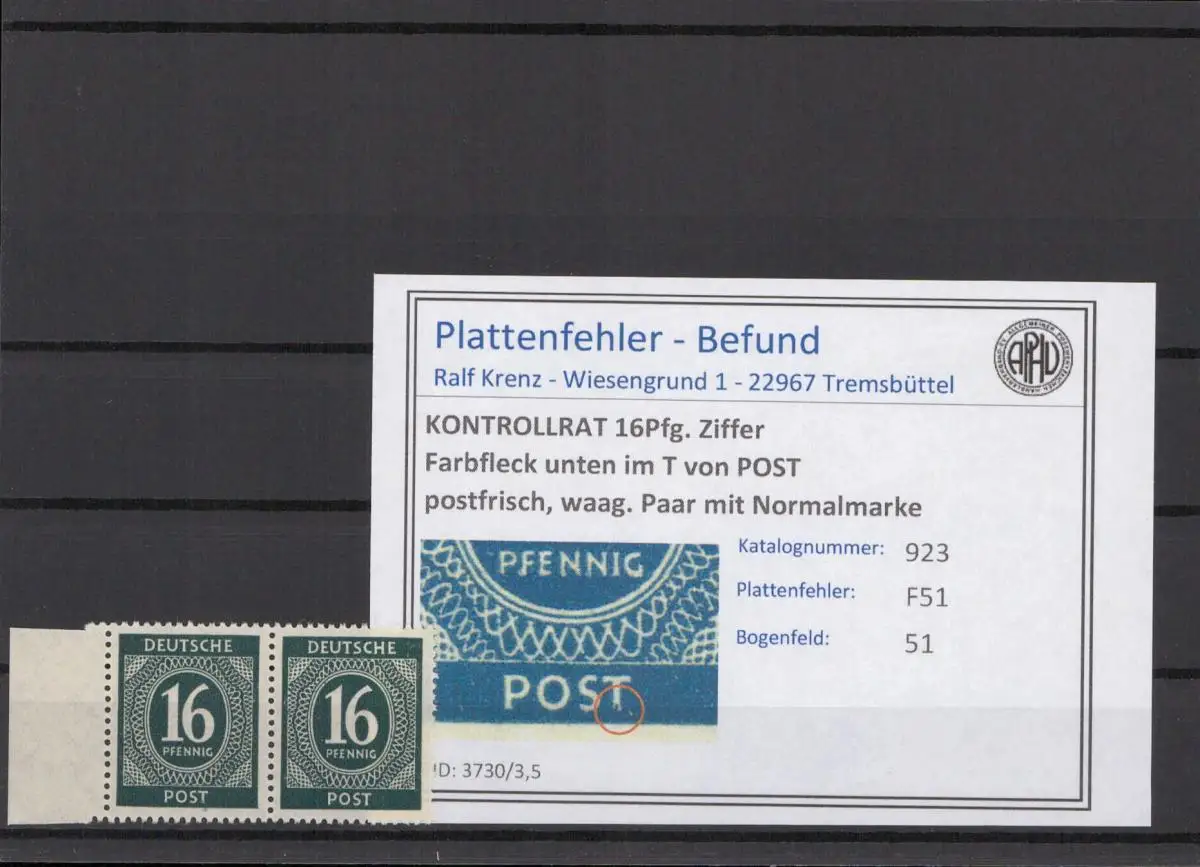 Plattenfehler - Befund
Ralf Krenz - Wiesengrund 1 - 22967 Tremsbüttel
APHV
KONTROLLRAT 16Pfg. Ziffer
Farbfleck unten im T von POST
postfrisch, waag. Paar mit Normalmarke
PFENNIG
POST
Katalognummer: 923
Plattenfehler: F51
Bogenfeld: 51
ID: 3730/3,5
DEUTSCHE
16
PFENNIG
POST
DEUTSCHE
16
PFENNIG
POST